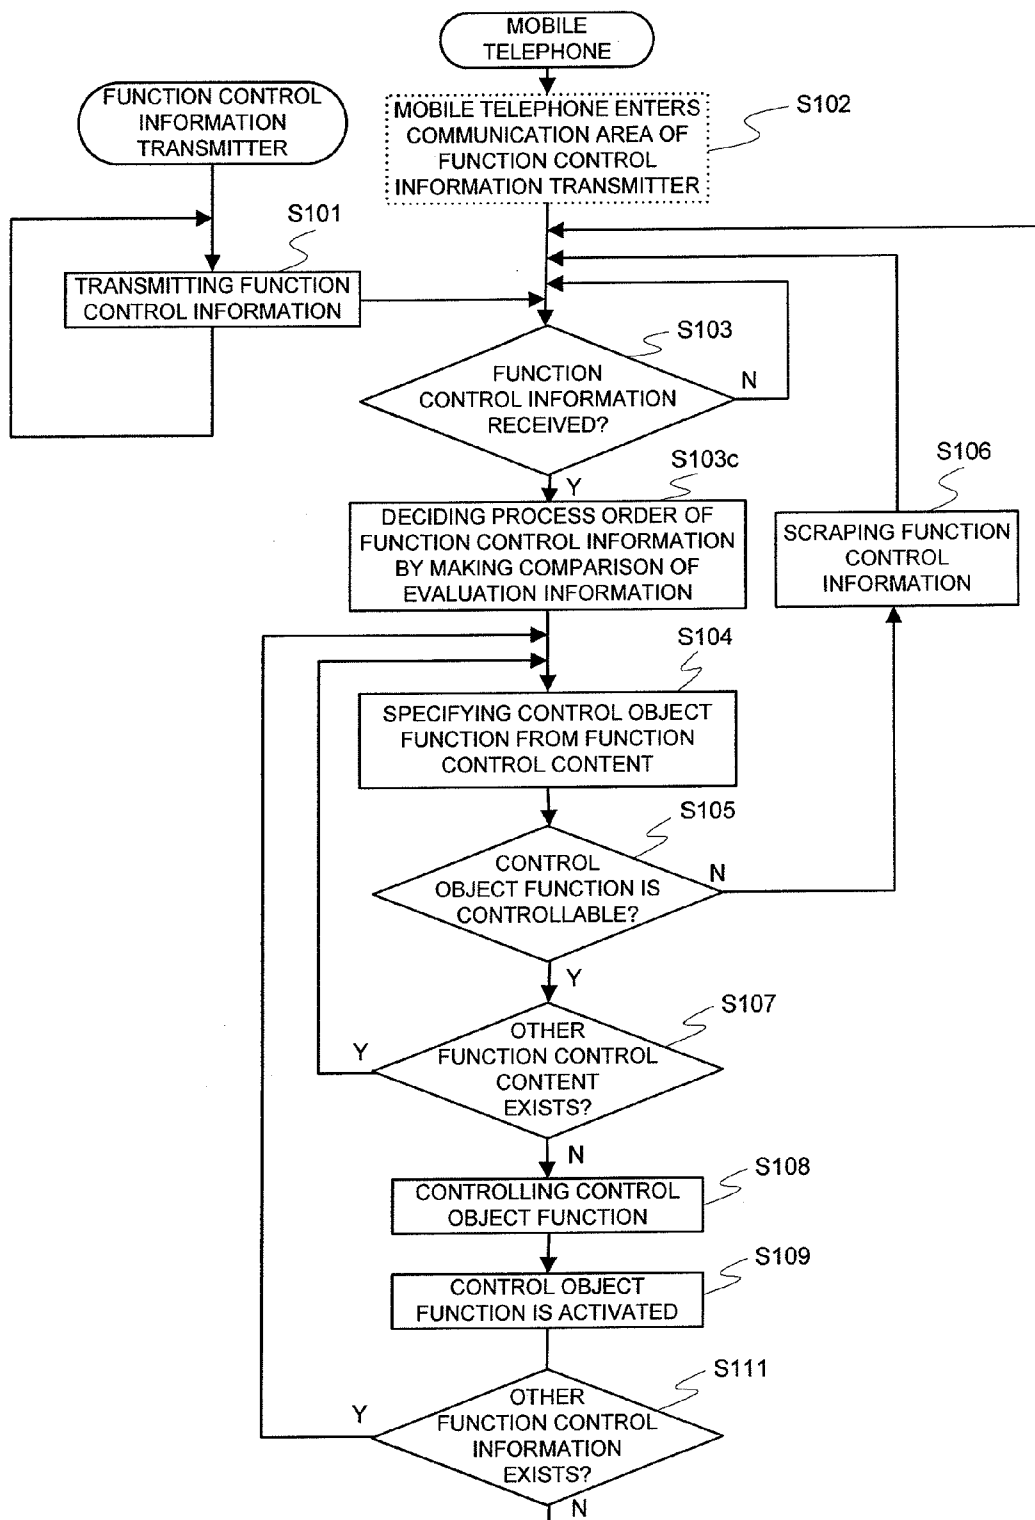 MOBILE
TELEPHONE
FUNCTION CONTROL
INFORMATION
TRANSMITTER
MOBILE TELEPHONE ENTERS
COMMUNICATION AREA OF
FUNCTION CONTROL
INFORMATION TRANSMITTER
S102
S101
TRANSMITTING FUNCTION
CONTROL INFORMATION
S103
FUNCTION
CONTROL INFORMATION
RECEIVED?
N
Y
S103c
DECIDING PROCESS ORDER OF
FUNCTION CONTROL INFORMATION
BY MAKING COMPARISON OF
EVALUATION INFORMATION
S106
SCRAPING FUNCTION
CONTROL
INFORMATION
S104
SPECIFYING CONTROL OBJECT
FUNCTION FROM FUNCTION
CONTROL CONTENT
S105
CONTROL
OBJECT FUNCTION IS
CONTROLLABLE?
N
Y
S107
OTHER
FUNCTION CONTROL
CONTENT
EXISTS?
Y
N
S108
CONTROLLING CONTROL
OBJECT FUNCTION
S109
CONTROL OBJECT
FUNCTION IS ACTIVATED
S111
OTHER
FUNCTION CONTROL
INFORMATION
EXISTS?
Y
N